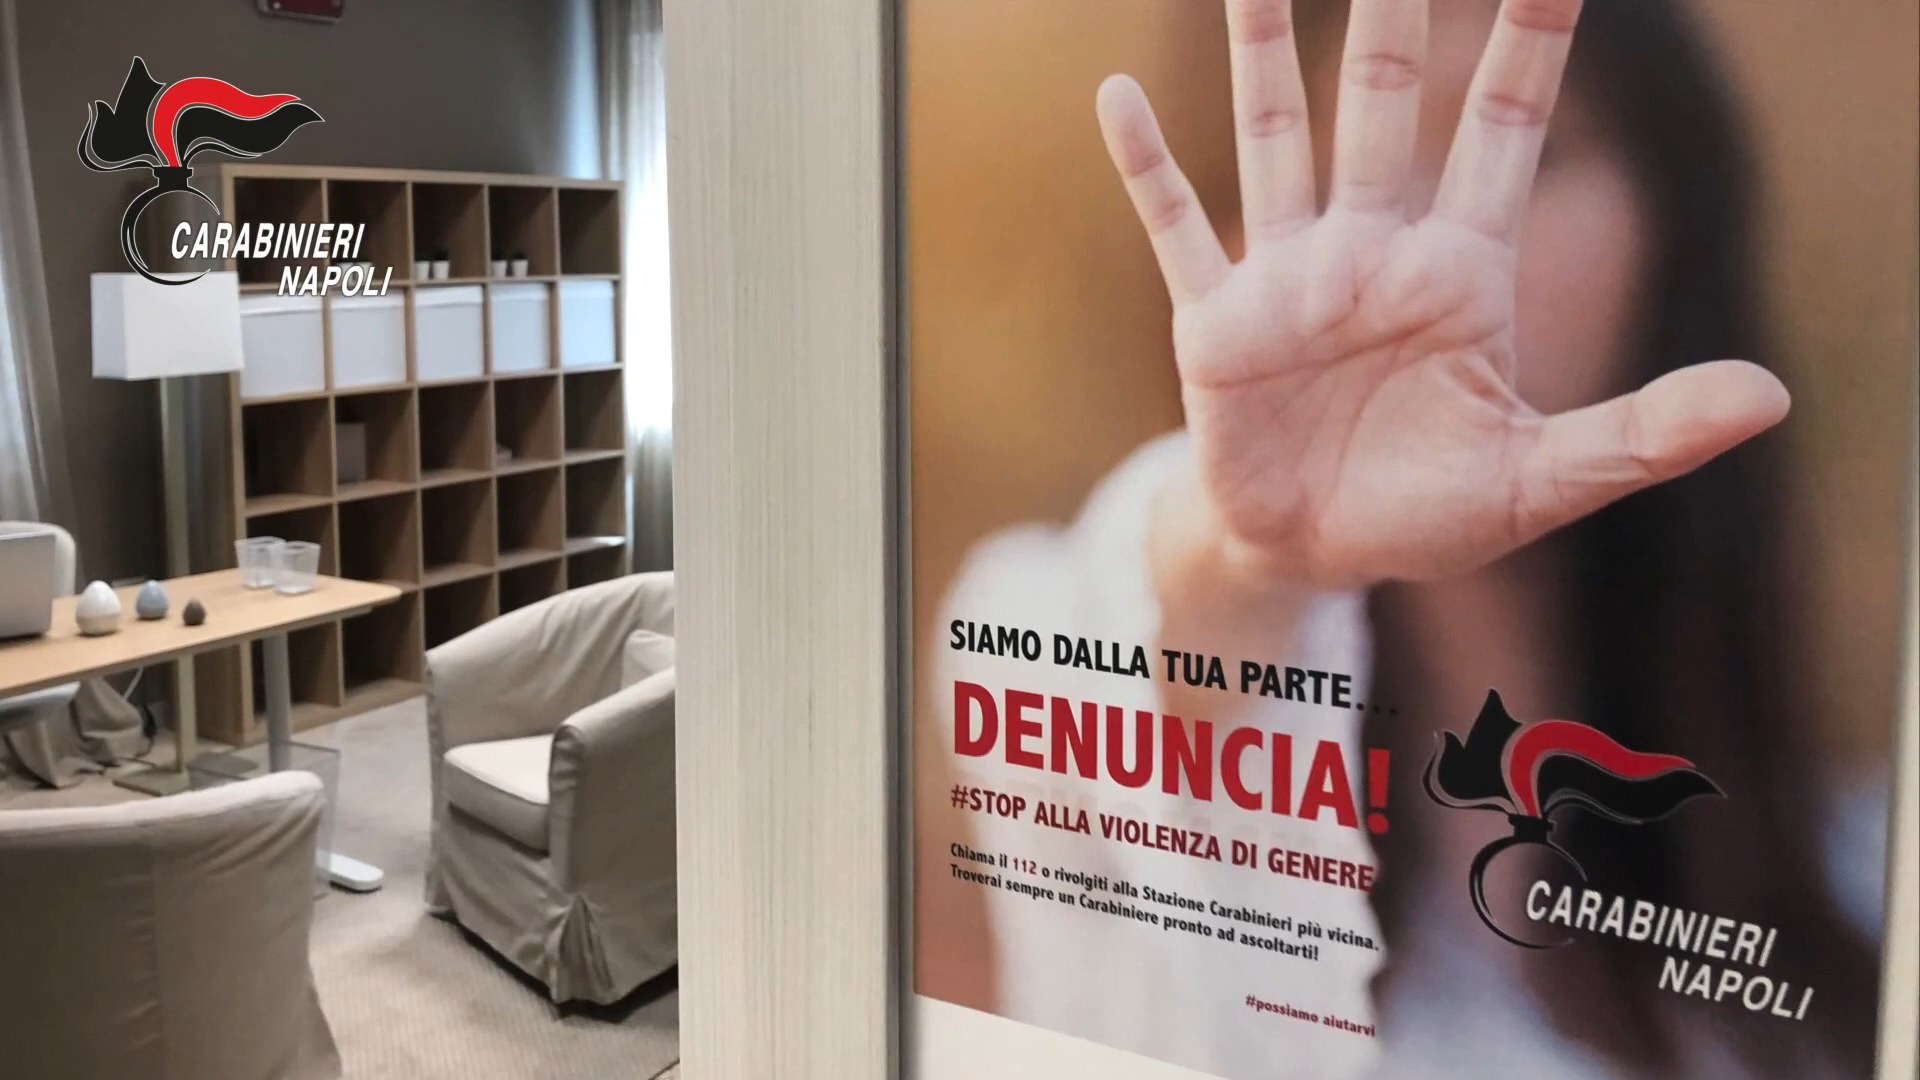 CARABINIERI
NAPOLI
SIAMO DALLA TUA PARTE...
DENUNCIA!
#STOP ALLA VIOLENZA DI GENERE
Chiama il 112 o rivolgiti alla Stazione Carabinieri più vicina.
Troverai sempre un Carabiniere pronto ad ascoltarti!
#possiamo aiutarvi
CARABINIERI
NAPOLI